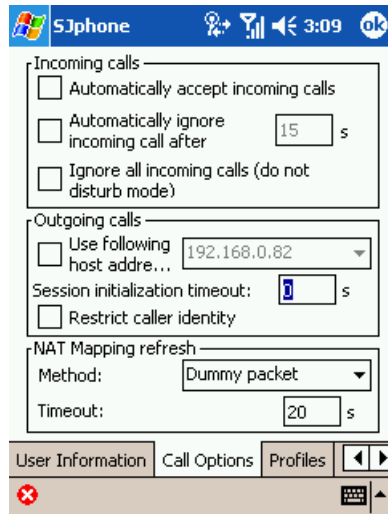 SJphone 3:09 ok
Incoming calls
Automatically accept incoming calls
Automatically ignore
incoming call after 15 s
Ignore all incoming calls (do not
disturb mode)
Outgoing calls
Use following
host addre... 192.168.0.82
Session initialization timeout: 0 s
Restrict caller identity
NAT Mapping refresh
Method: Dummy packet
Timeout: 20 s
User Information Call Options Profiles